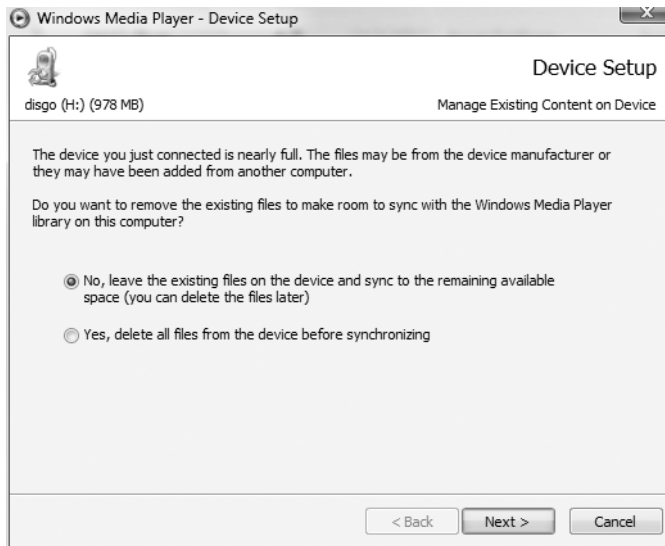 Windows Media Player - Device Setup
Device Setup
disgo (H:) (978 MB)
Manage Existing Content on Device
The device you just connected is nearly full. The files may be from the device manufacturer or
they may have been added from another computer.
Do you want to remove the existing files to make room to sync with the Windows Media Player
library on this computer?
No, leave the existing files on the device and sync to the remaining available
space (you can delete the files later)
Yes, delete all files from the device before synchronizing
< Back
Next >
Cancel